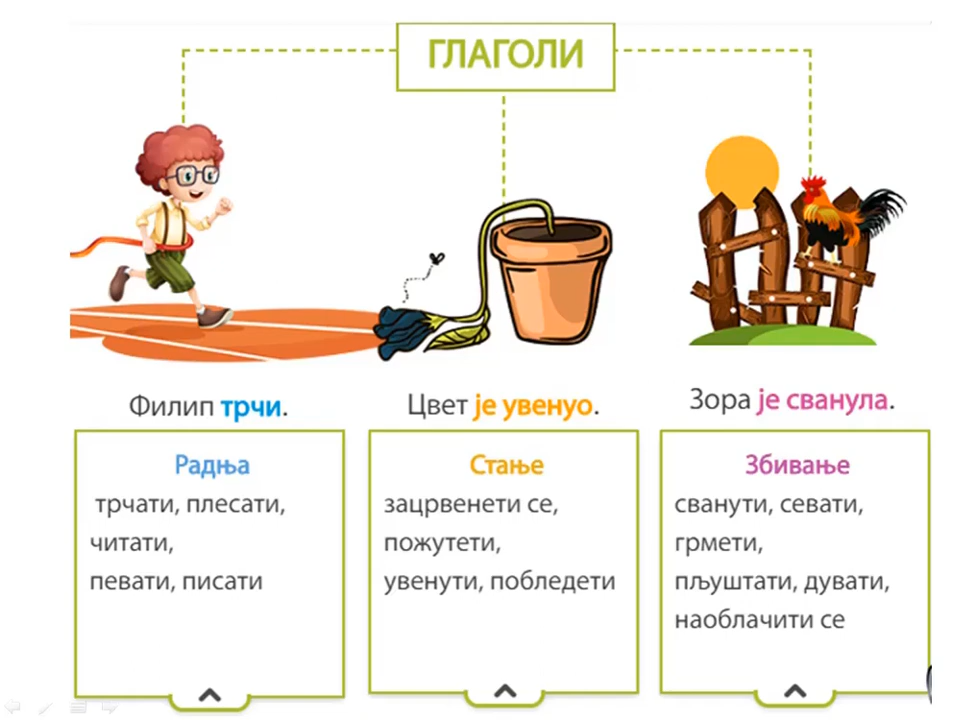 ГЛАГОЛИ
Филип трчи.
Цвет је увенуо.
Зора је сванула.
Радња
трчати, плесати,
читати,
певати, писати
Стање
зацрвенети се,
пожутети,
увенути, побледети
Збивање
сванути, севати,
грмети,
пљуштати, дувати,
наоблачити се